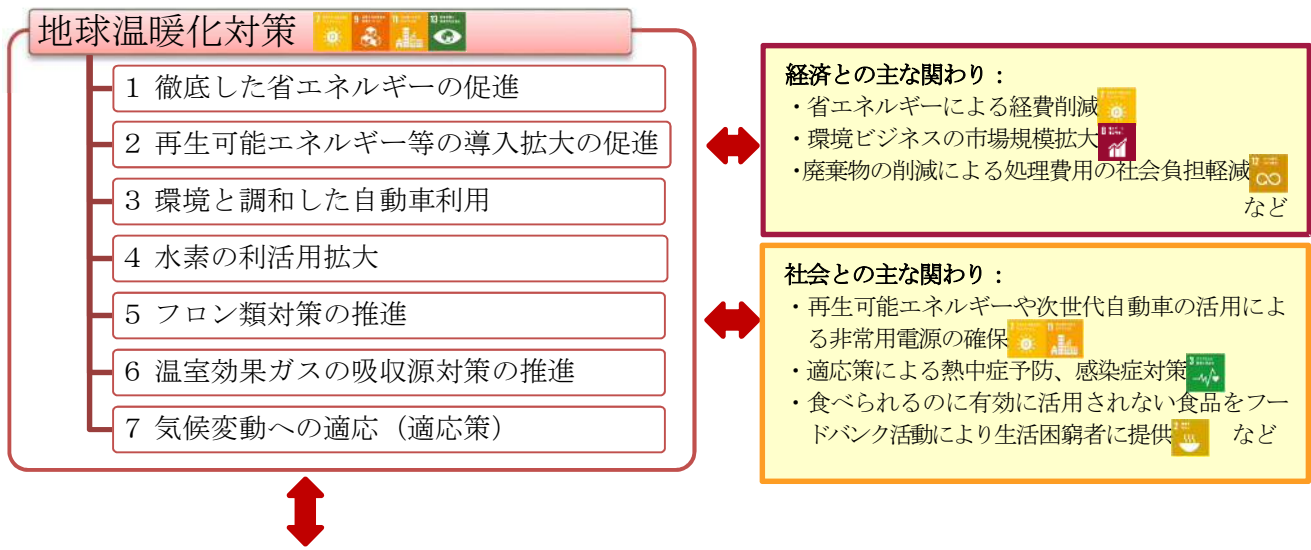 地球温暖化対策
1 徹底した省エネルギーの促進
2 再生可能エネルギー等の導入拡大の促進
3 環境と調和した自動車利用
4 水素の利活用拡大
5 フロン類対策の推進
6 温室効果ガスの吸収源対策の推進
7 気候変動への適応（適応策）
経済との主な関わり：
・省エネルギーによる経費削減
・環境ビジネスの市場規模拡大
・廃棄物の削減による処理費用の社会負担軽減
など
社会との主な関わり：
・再生可能エネルギーや次世代自動車の活用によ
る非常用電源の確保
・適応策による熱中症予防、感染症対策
・食べられるのに有効に活用されない食品をフー
ドバンク活動により生活困窮者に提供 など